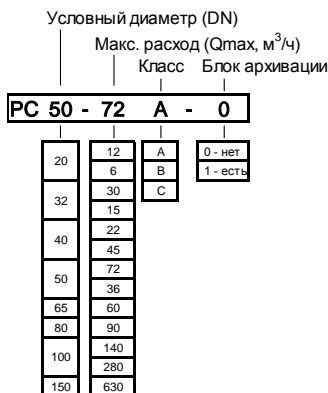 Условный диаметр (DN)
Макс. расход (Qmax, м³/ч)
Класс Блок архивации
РС 50 - 72 А - 0
20 12 А 0 - нет
6 В 1 - есть
32 30 С
15
40 22
45
50 72
36
65 60
80 90
100 140
280
150 630